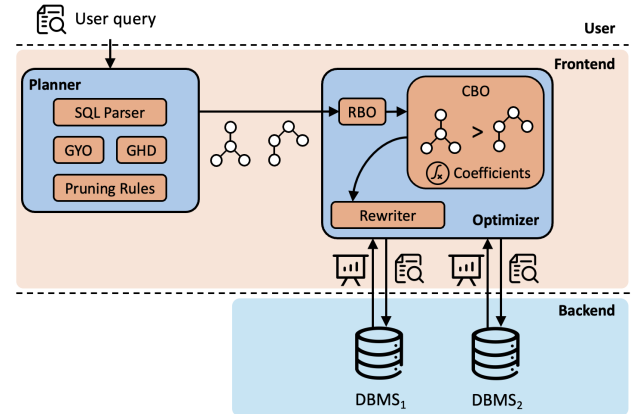 User query
User
Frontend
Planner
SQL Parser
GYO
GHD
Pruning Rules
RBO
CBO
>
fx Coefficients
Rewriter
Optimizer
Backend
DBMS₁
DBMS₂